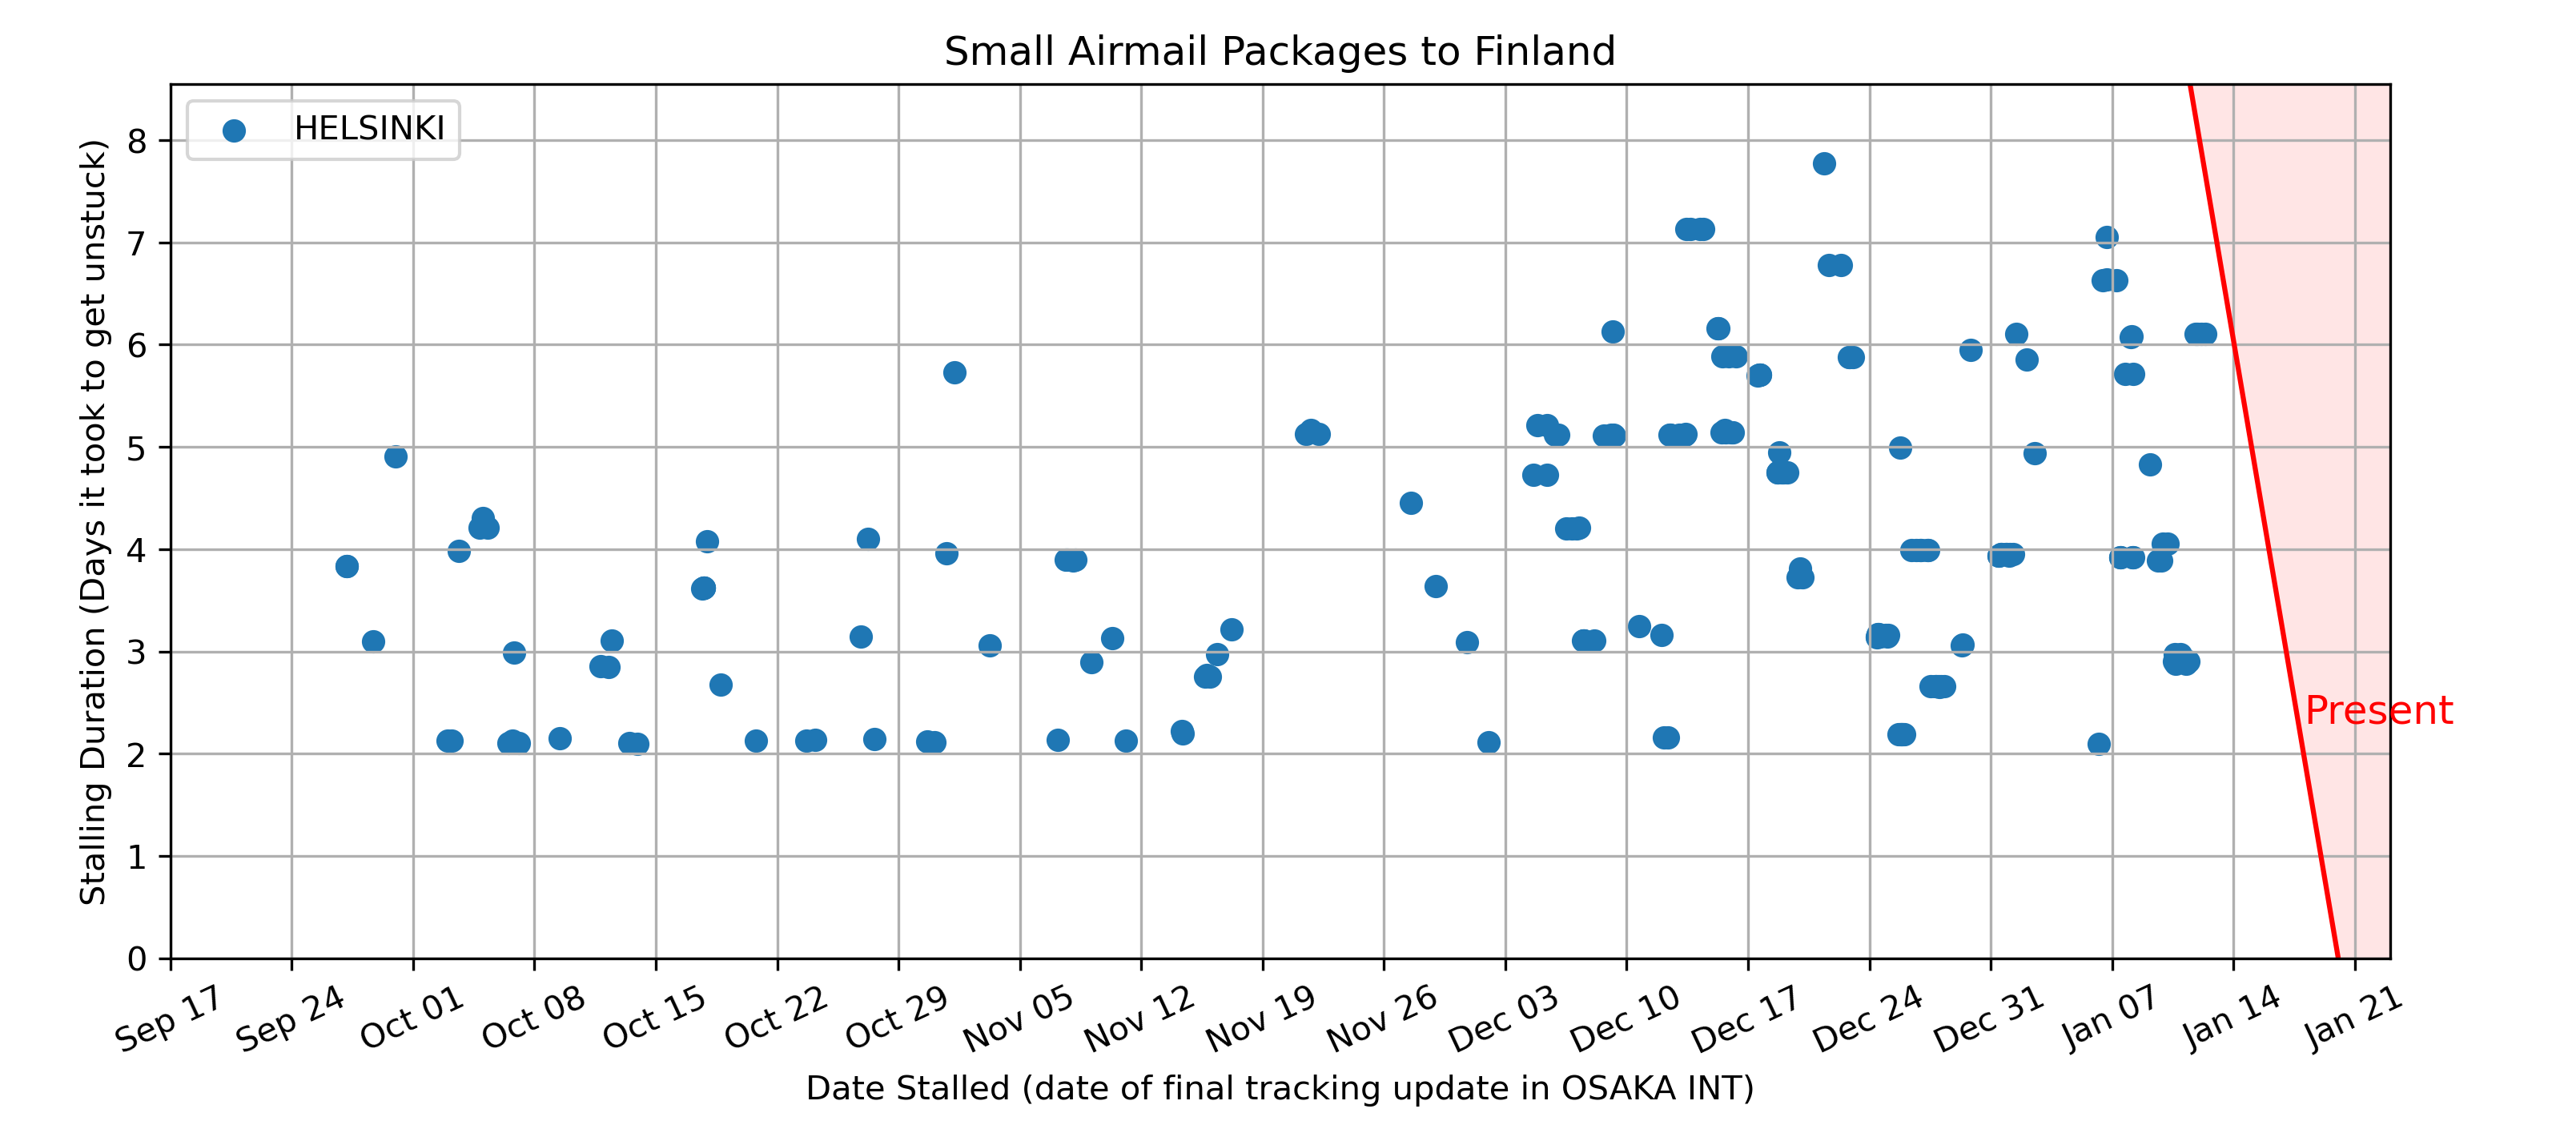 Small Airmail Packages to Finland
HELSINKI
Stalling Duration (Days it took to get unstuck)
8
7
6
5
4
3
2
1
0
Present
Sep 17
Sep 24
Oct 01
Oct 08
Oct 15
Oct 22
Oct 29
Nov 05
Nov 12
Nov 19
Nov 26
Dec 03
Dec 10
Dec 17
Dec 24
Dec 31
Jan 07
Jan 14
Jan 21
Date Stalled (date of final tracking update in OSAKA INT)